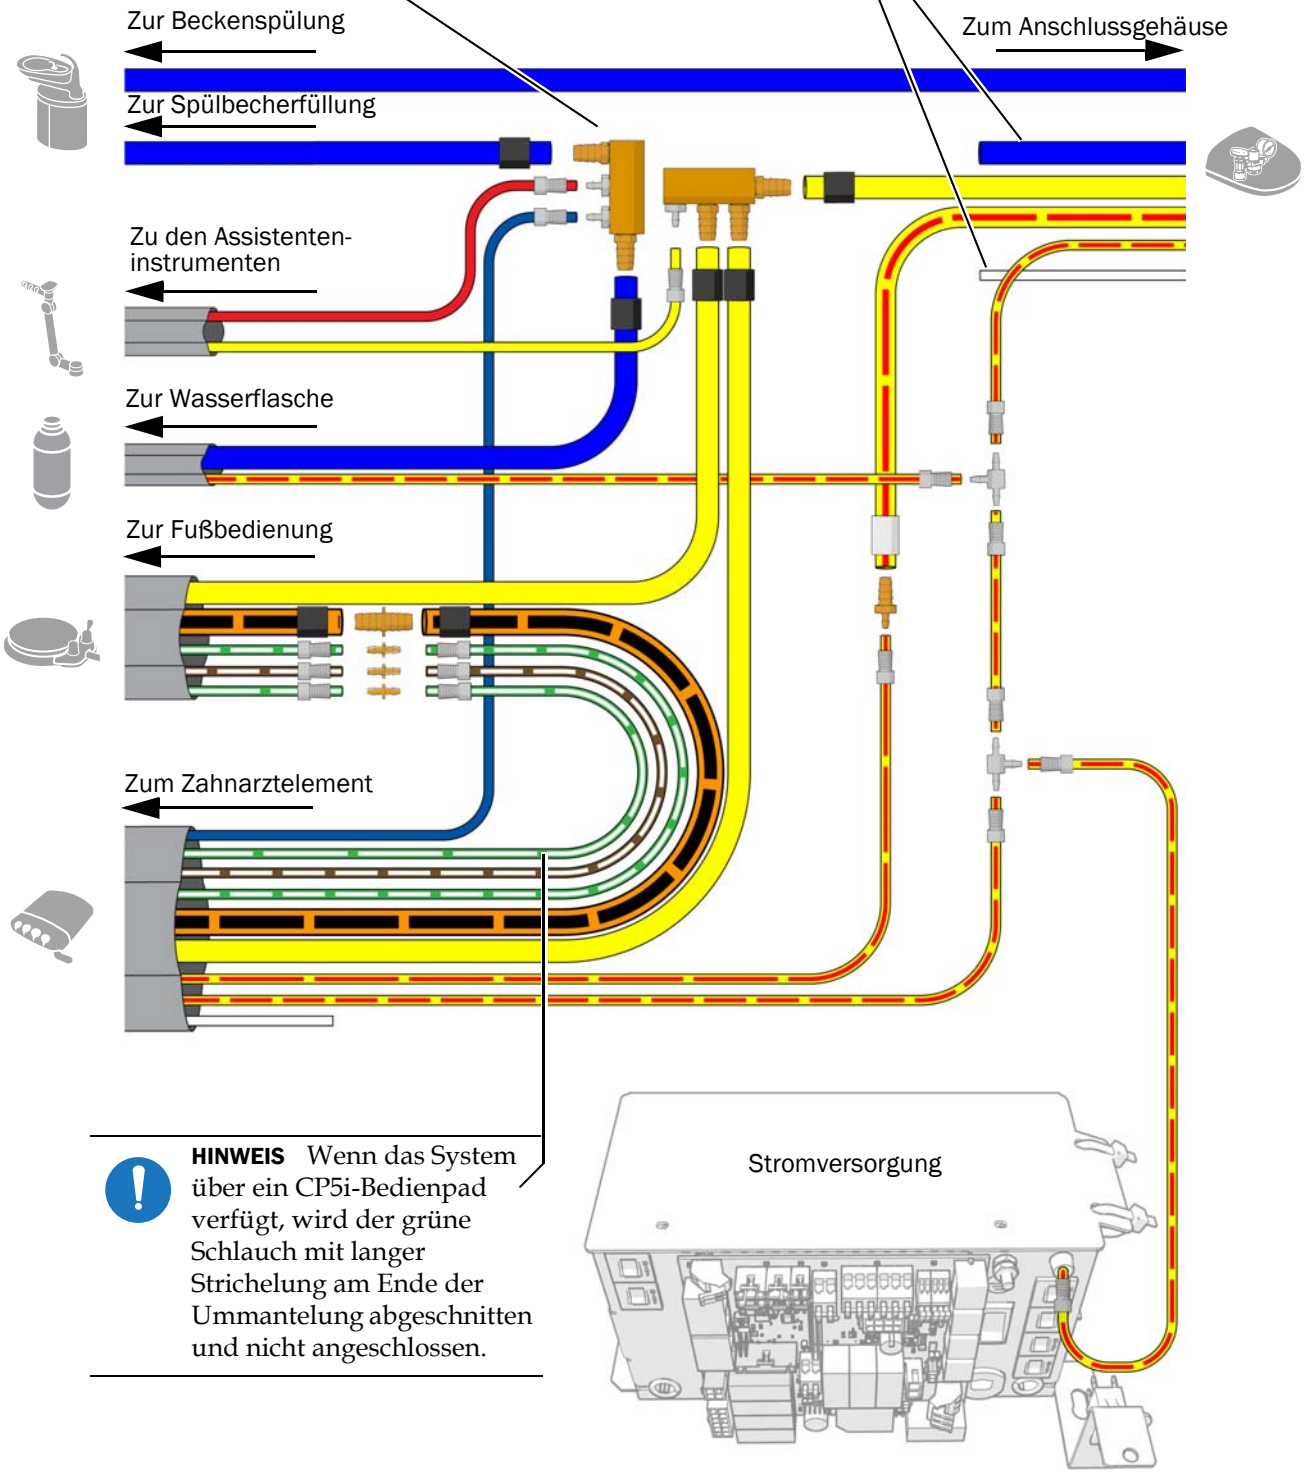 Zur Beckenspülung
Zum Anschlussgehäuse
Zur Spülbecherfüllung
Zu den Assistenten-
instrumenten
Zur Wasserflasche
Zur Fußbedienung
Zum Zahnarztelement
HINWEIS Wenn das System
über ein CP5i-Bedienpad
verfügt, wird der grüne
Schlauch mit langer
Strichelung am Ende der
Ummantelung abgeschnitten
und nicht angeschlossen.
Stromversorgung